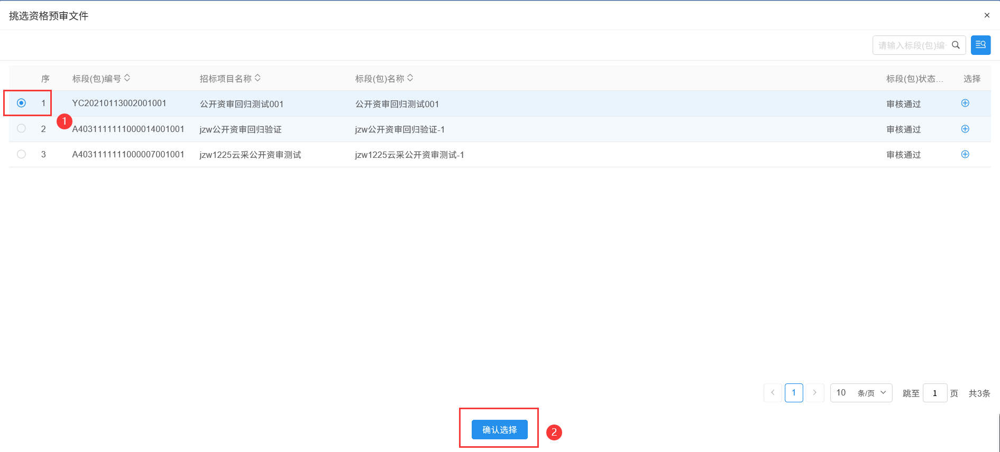 挑选资格预审文件
请输入标段(包)编
序 标段(包)编号 招标项目名称 标段(包)名称 标段(包)状态... 选择
1 YC20210113002001001 公开资审回归测试001 公开资审回归测试001 审核通过
1
2 A4031111111000014001001 jzw公开资审回归验证 jzw公开资审回归验证-1 审核通过
3 A4031111111000007001001 jzw1225云采公开资审测试 jzw1225云采公开资审测试-1 审核通过
1 10 条/页 跳至 1 页 共3条
确认选择 2